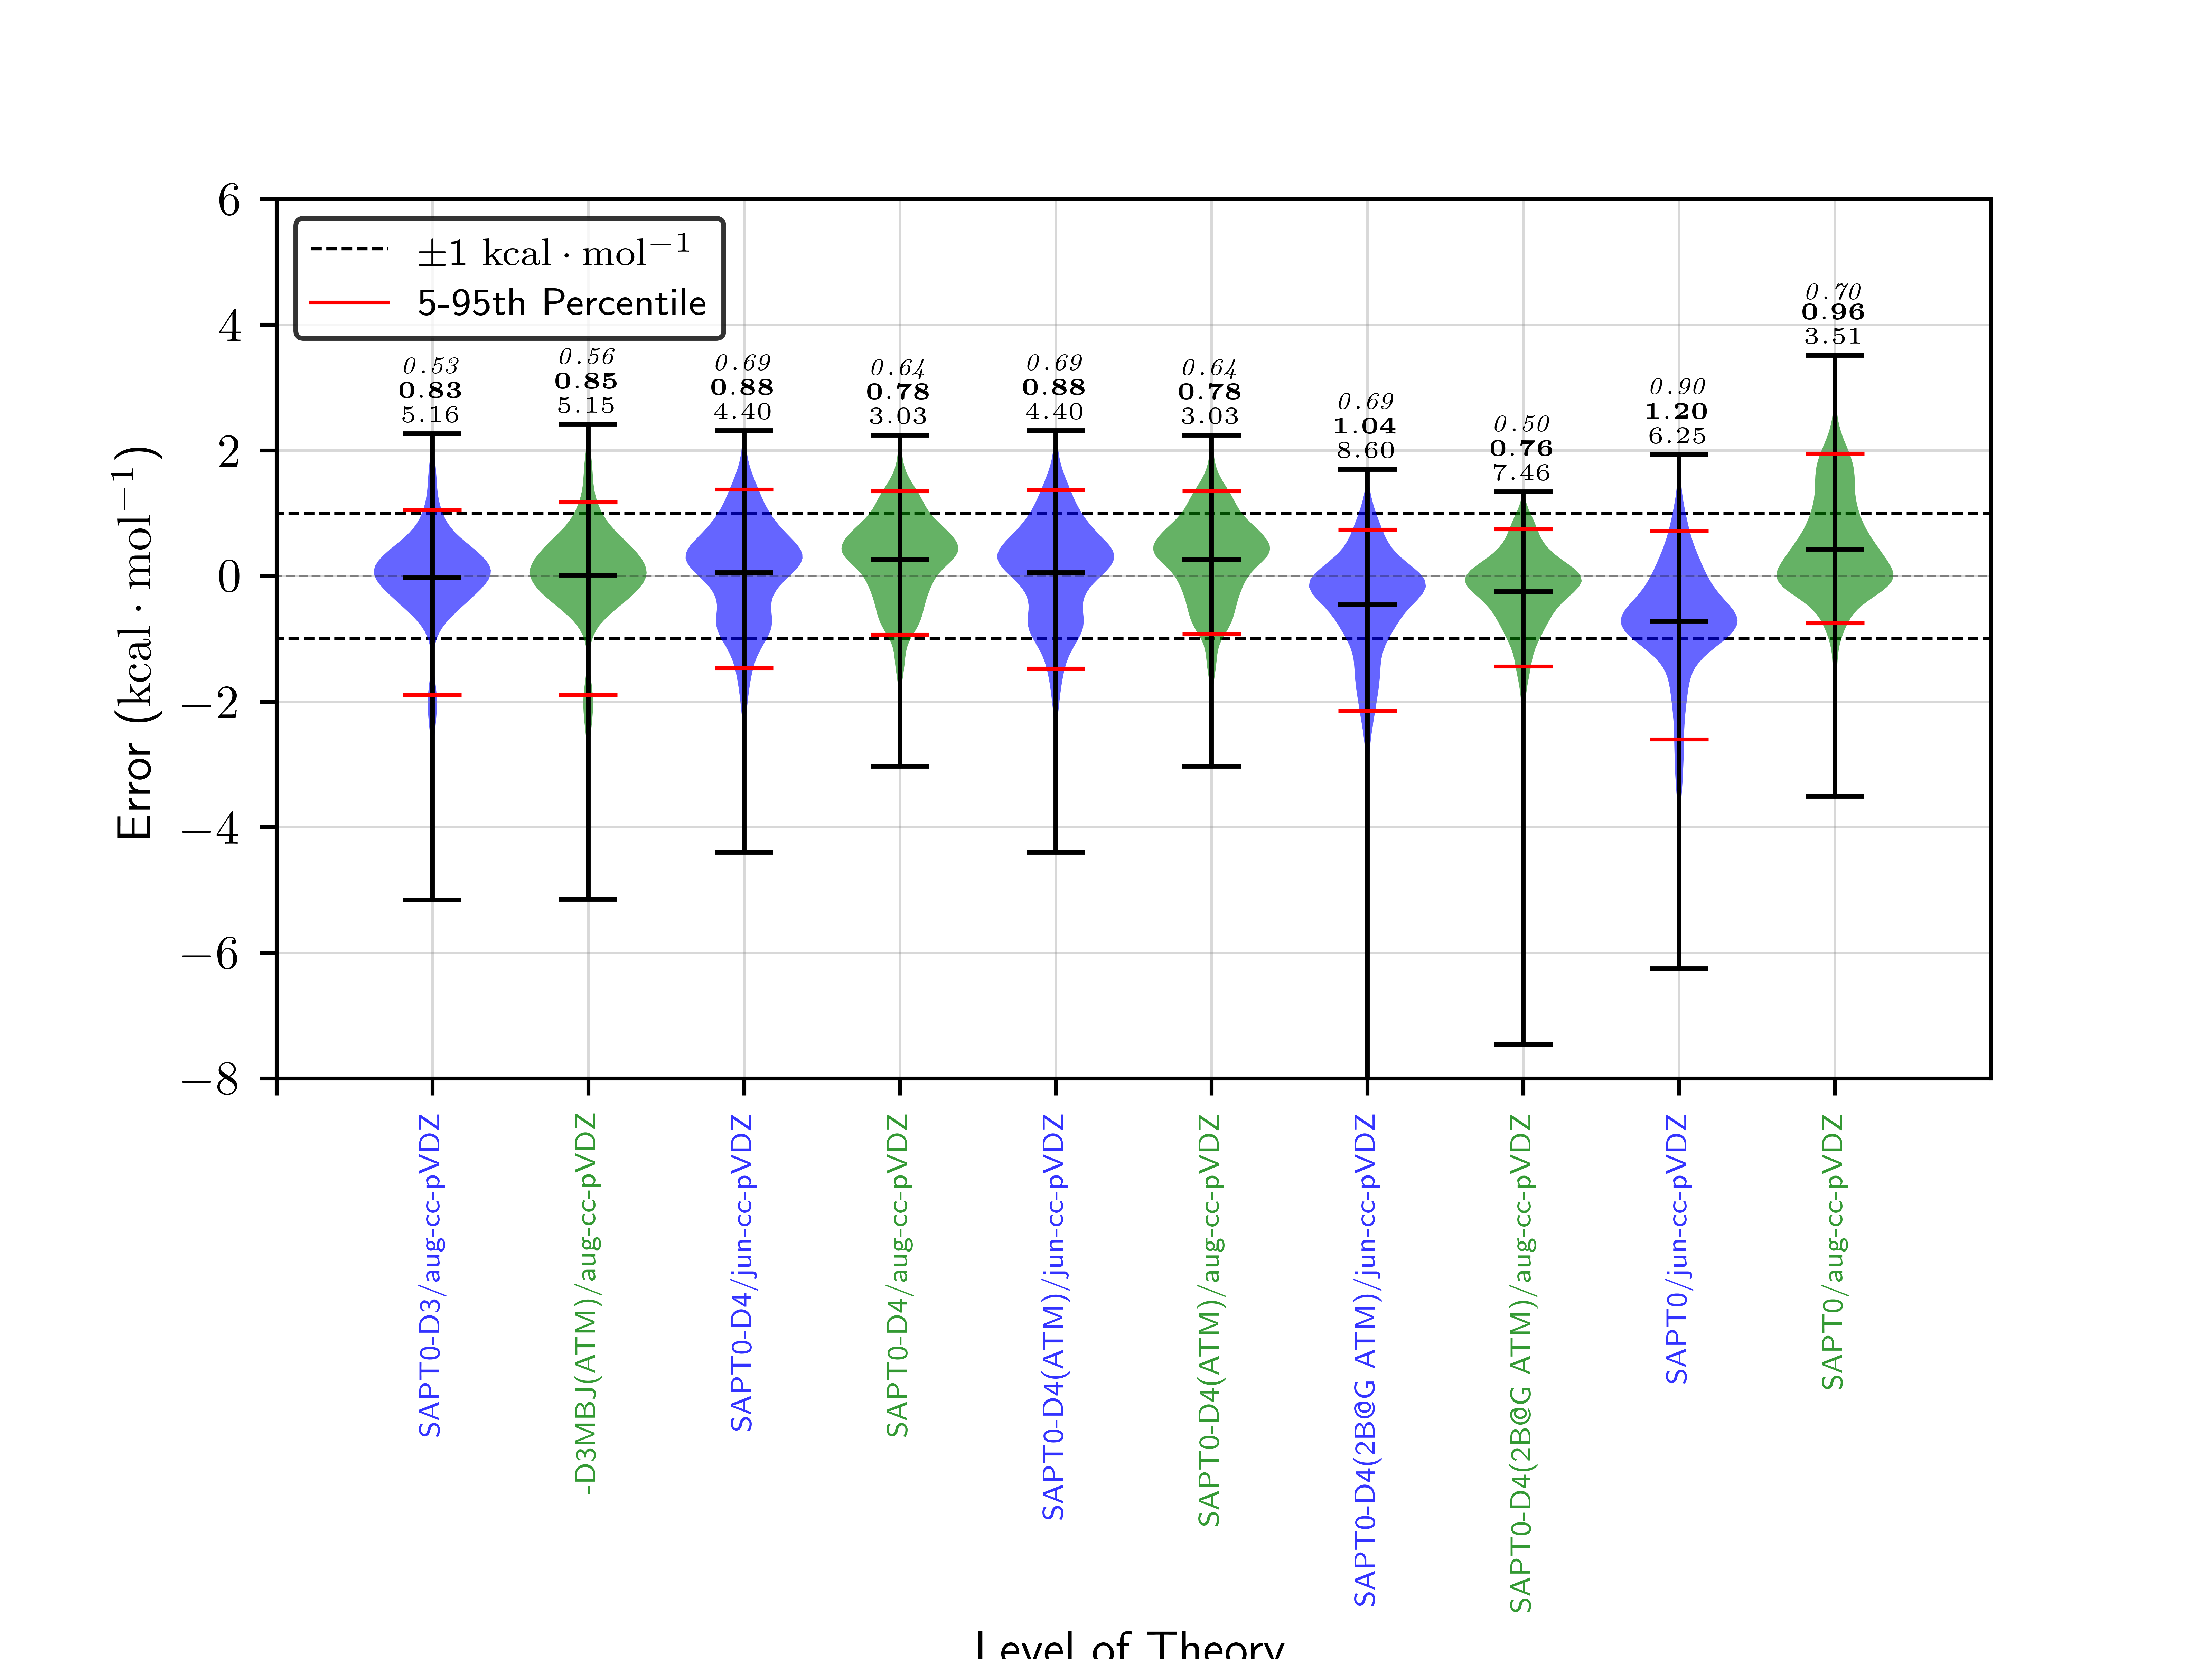 6
4
2
0
−2
−4
−6
−8
Error (kcal · mol⁻¹)
±1 kcal · mol⁻¹
5-95th Percentile
0.53
0.83
5.16
0.56
0.85
5.15
0.69
0.88
4.40
0.64
0.78
3.03
0.69
0.88
4.40
0.64
0.78
3.03
0.69
1.04
8.60
0.50
0.76
7.46
0.90
1.20
6.25
0.70
0.96
3.51
SAPT0-D3/aug-cc-pVDZ
-D3MBJ(ATM)/aug-cc-pVDZ
SAPT0-D4/jun-cc-pVDZ
SAPT0-D4/aug-cc-pVDZ
SAPT0-D4(ATM)/jun-cc-pVDZ
SAPT0-D4(ATM)/aug-cc-pVDZ
SAPT0-D4(2B@G ATM)/jun-cc-pVDZ
SAPT0-D4(2B@G ATM)/aug-cc-pVDZ
SAPT0/jun-cc-pVDZ
SAPT0/aug-cc-pVDZ
Level of Theory